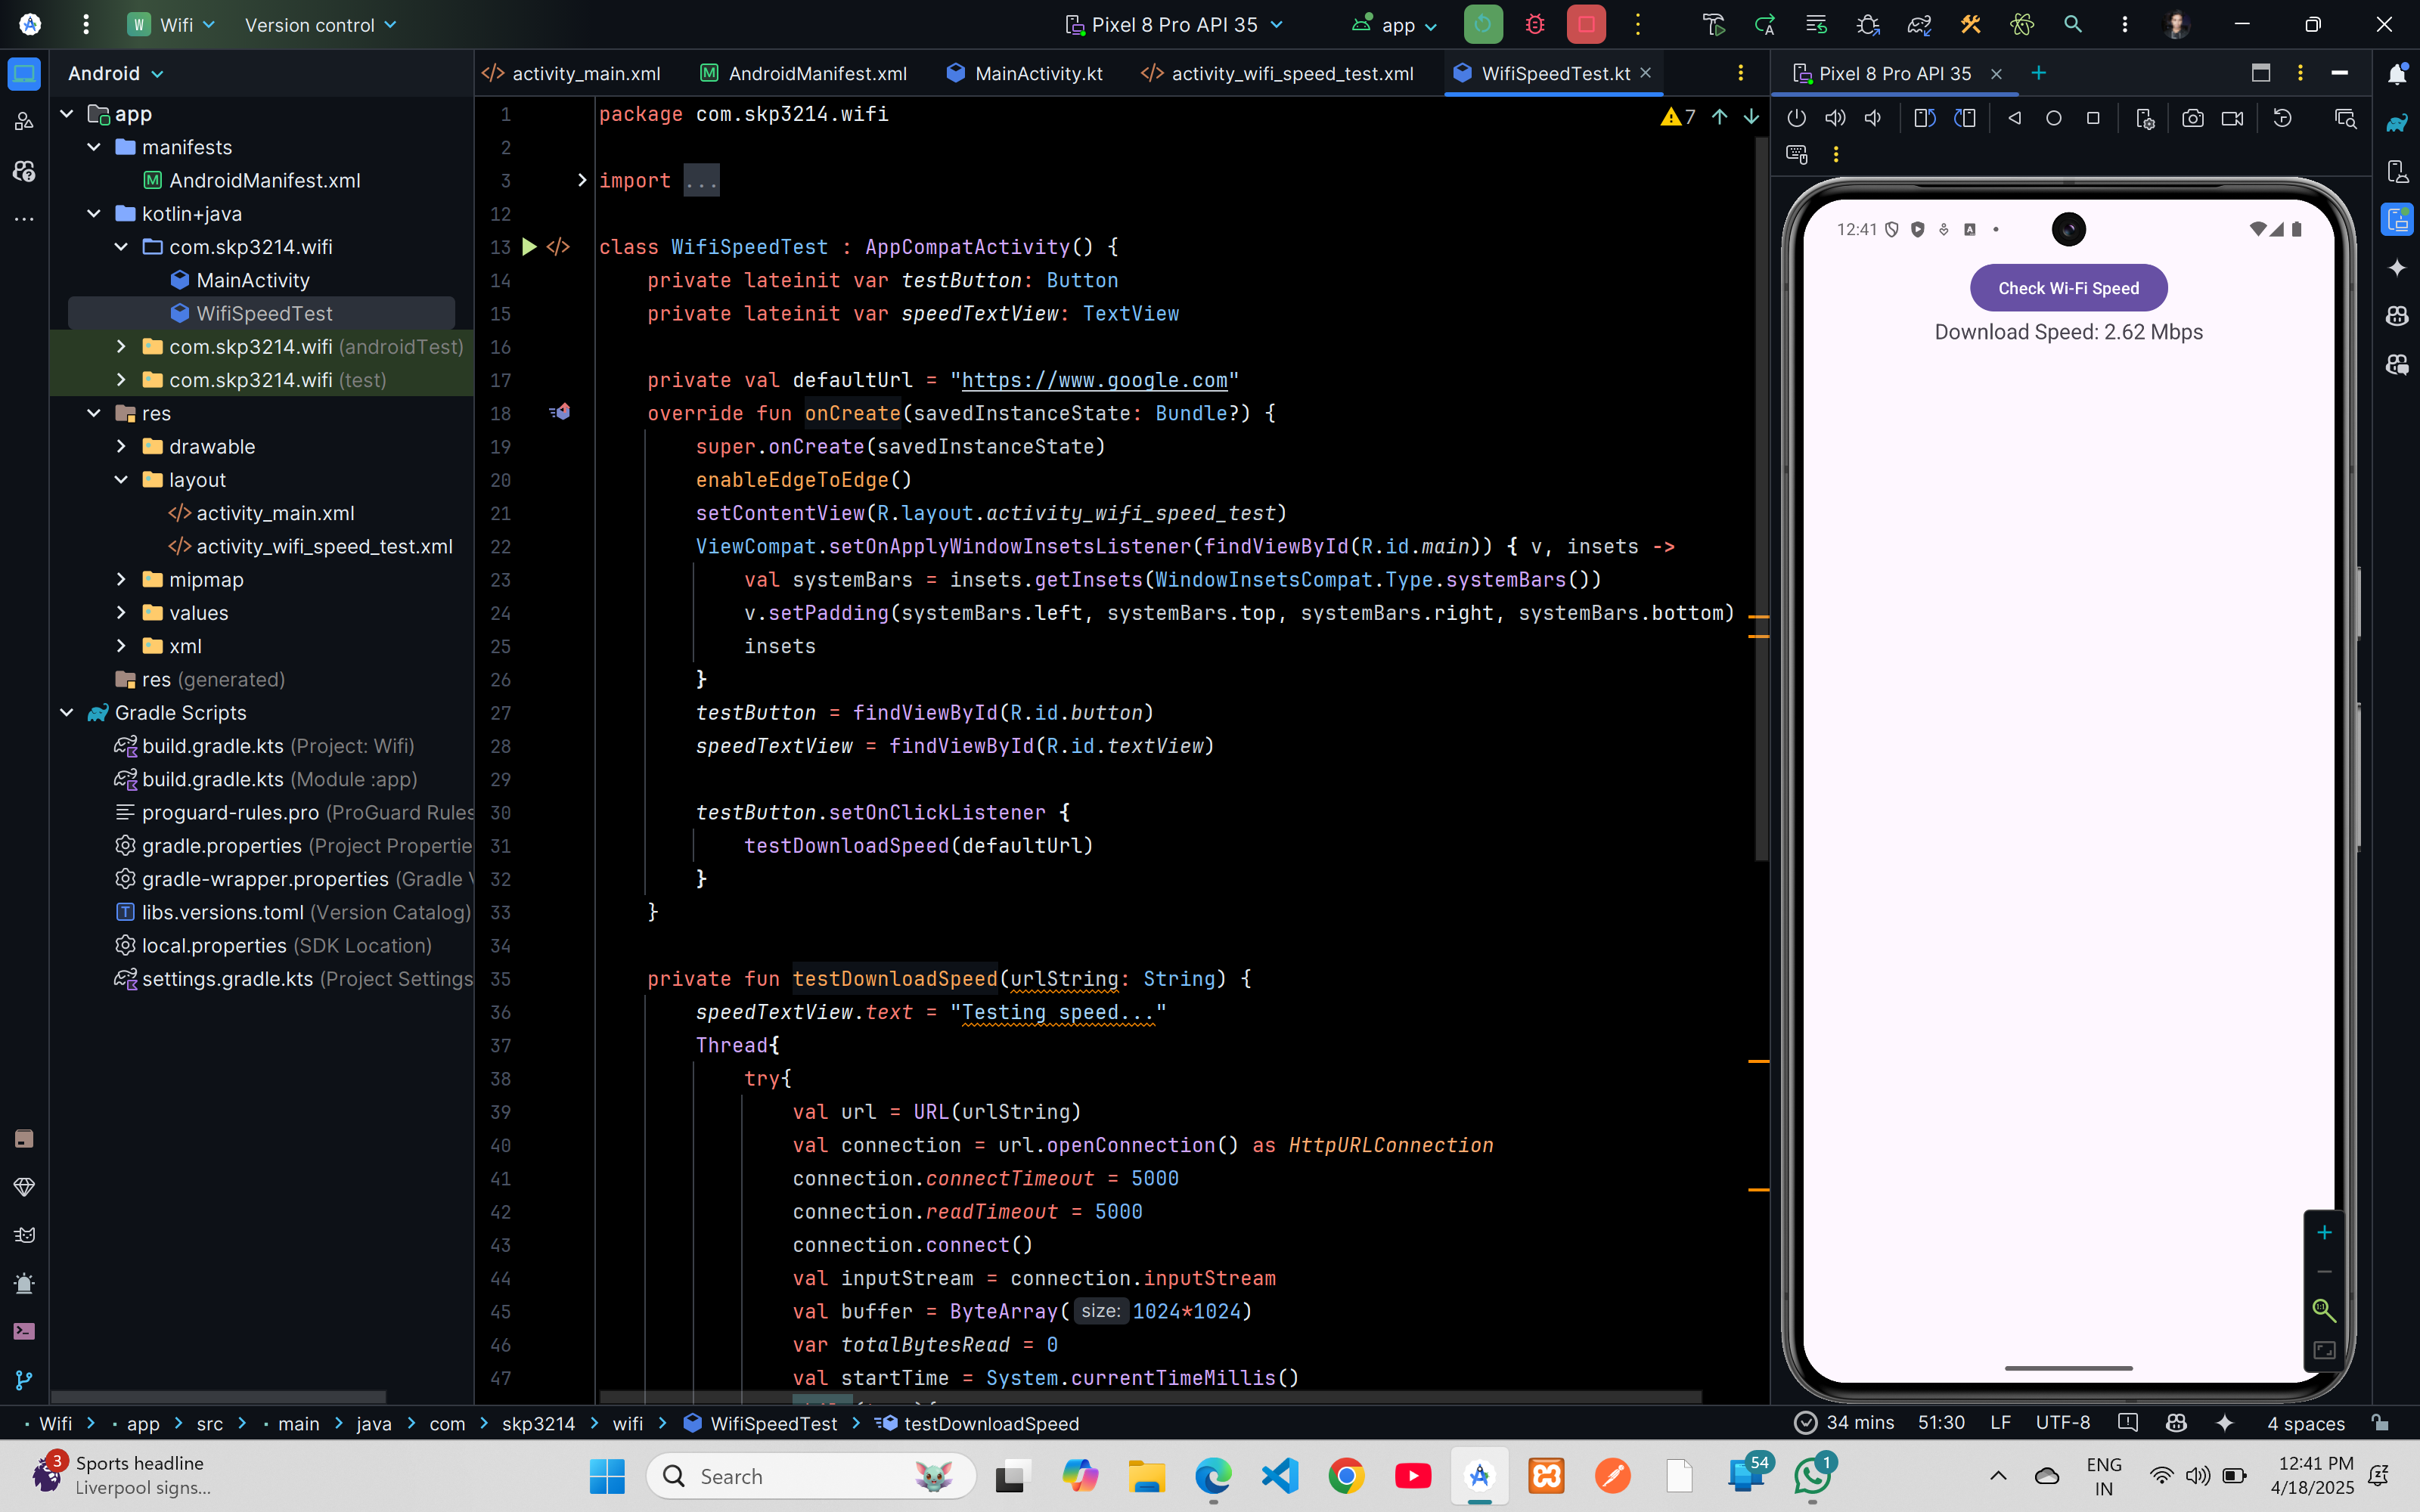 W Wifi Version control Pixel 8 Pro API 35 app
Android
activity_main.xml AndroidManifest.xml MainActivity.kt activity_wifi_speed_test.xml WifiSpeedTest.kt
Pixel 8 Pro API 35
app
manifests
AndroidManifest.xml
kotlin+java
com.skp3214.wifi
MainActivity
WifiSpeedTest
com.skp3214.wifi (androidTest)
com.skp3214.wifi (test)
res
drawable
layout
activity_main.xml
activity_wifi_speed_test.xml
mipmap
values
xml
res (generated)
Gradle Scripts
build.gradle.kts (Project: Wifi)
build.gradle.kts (Module :app)
proguard-rules.pro (ProGuard Rules
gradle.properties (Project Propertie
gradle-wrapper.properties (Gradle
libs.versions.toml (Version Catalog)
local.properties (SDK Location)
settings.gradle.kts (Project Settings
7
1 package com.skp3214.wifi
2
3 import ...
12
13 class WifiSpeedTest : AppCompatActivity() {
14 private lateinit var testButton: Button
15 private lateinit var speedTextView: TextView
16
17 private val defaultUrl = "https://www.google.com"
18 override fun onCreate(savedInstanceState: Bundle?) {
19 super.onCreate(savedInstanceState)
20 enableEdgeToEdge()
21 setContentView(R.layout.activity_wifi_speed_test)
22 ViewCompat.setOnApplyWindowInsetsListener(findViewById(R.id.main)) { v, insets ->
23 val systemBars = insets.getInsets(WindowInsetsCompat.Type.systemBars())
24 v.setPadding(systemBars.left, systemBars.top, systemBars.right, systemBars.bottom)
25 insets
26 }
27 testButton = findViewById(R.id.button)
28 speedTextView = findViewById(R.id.textView)
29
30 testButton.setOnClickListener {
31 testDownloadSpeed(defaultUrl)
32 }
33 }
34
35 private fun testDownloadSpeed(urlString: String) {
36 speedTextView.text = "Testing speed..."
37 Thread{
38 try{
39 val url = URL(urlString)
40 val connection = url.openConnection() as HttpURLConnection
41 connection.connectTimeout = 5000
42 connection.readTimeout = 5000
43 connection.connect()
44 val inputStream = connection.inputStream
45 val buffer = ByteArray( size: 1024*1024)
46 var totalBytesRead = 0
47 val startTime = System.currentTimeMillis()
12:41
Check Wi-Fi Speed
Download Speed: 2.62 Mbps
1:1
Wifi > app > src > main > java > com > skp3214 > wifi > WifiSpeedTest > testDownloadSpeed
34 mins 51:30 LF UTF-8 4 spaces
3
Sports headline
Liverpool signs...
Search
54
1
ENG
IN
12:41 PM
4/18/2025